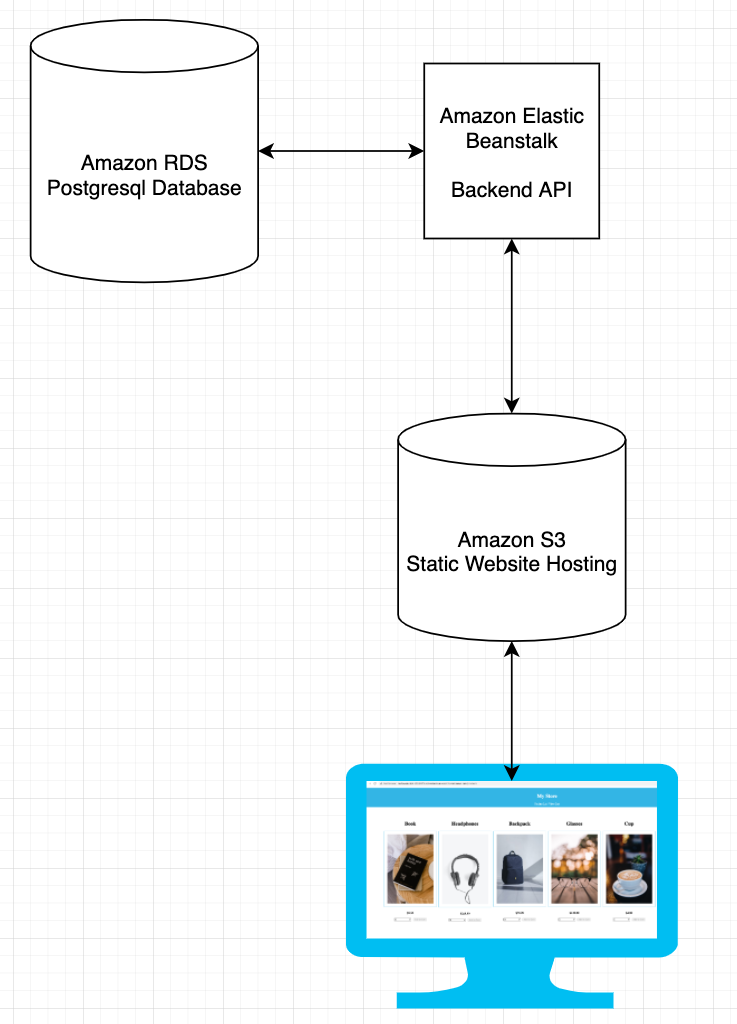 Amazon RDS
Postgresql Database
Amazon Elastic
Beanstalk
Backend API
Amazon S3
Static Website Hosting
My Store
Book Headphones Backpack Glasses Cup